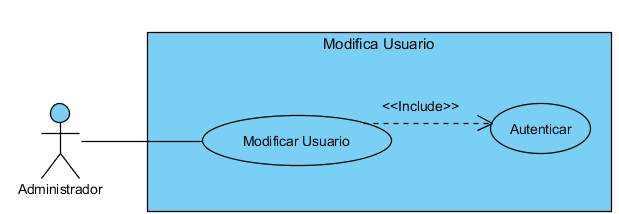 Modifica Usuario
<<Include>>
Modificar Usuario
Autenticar
Administrador